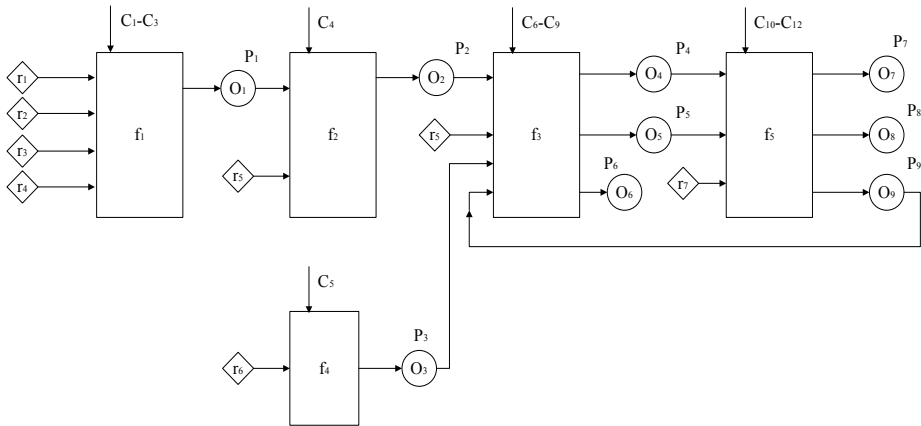 C₁-C₃
C₄
C₆-C₉
C₁₀-C₁₂
P₁
P₂
P₄
P₇
r₁
O₁
O₂
O₄
O₇
r₂
f₁
f₂
r₅
f₃
P₅
O₅
f₅
P₈
O₈
r₃
r₄
r₅
P₆
O₆
r₇
P₉
O₉
C₅
P₃
r₆
f₄
O₃